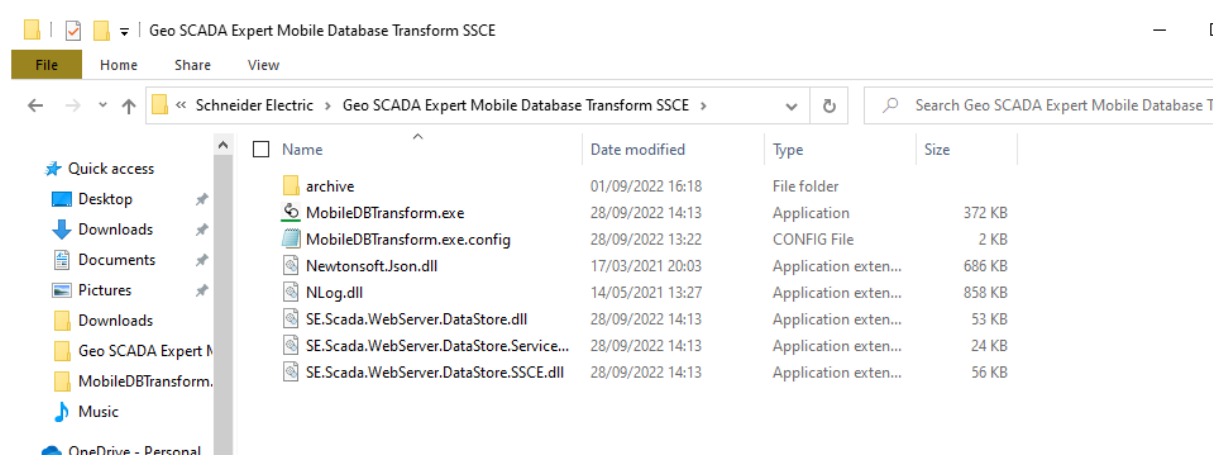 Geo SCADA Expert Mobile Database Transform SSCE
File Home Share View
« Schneider Electric › Geo SCADA Expert Mobile Database Transform SSCE › Search Geo SCADA Expert Mobile Database T
Name Date modified Type Size
Quick access
archive 01/09/2022 16:18 File folder
Desktop
MobileDBTransform.exe 28/09/2022 14:13 Application 372 KB
Downloads
MobileDBTransform.exe.config 28/09/2022 13:22 CONFIG File 2 KB
Documents
Newtonsoft.Json.dll 17/03/2021 20:03 Application exten... 686 KB
Pictures
NLog.dll 14/05/2021 13:27 Application exten... 858 KB
Downloads
SE.Scada.WebServer.DataStore.dll 28/09/2022 14:13 Application exten... 53 KB
Geo SCADA Expert M
SE.Scada.WebServer.DataStore.Service... 28/09/2022 14:13 Application exten... 24 KB
MobileDBTransform.
SE.Scada.WebServer.DataStore.SSCE.dll 28/09/2022 14:13 Application exten... 56 KB
Music
OneDrive - Personal